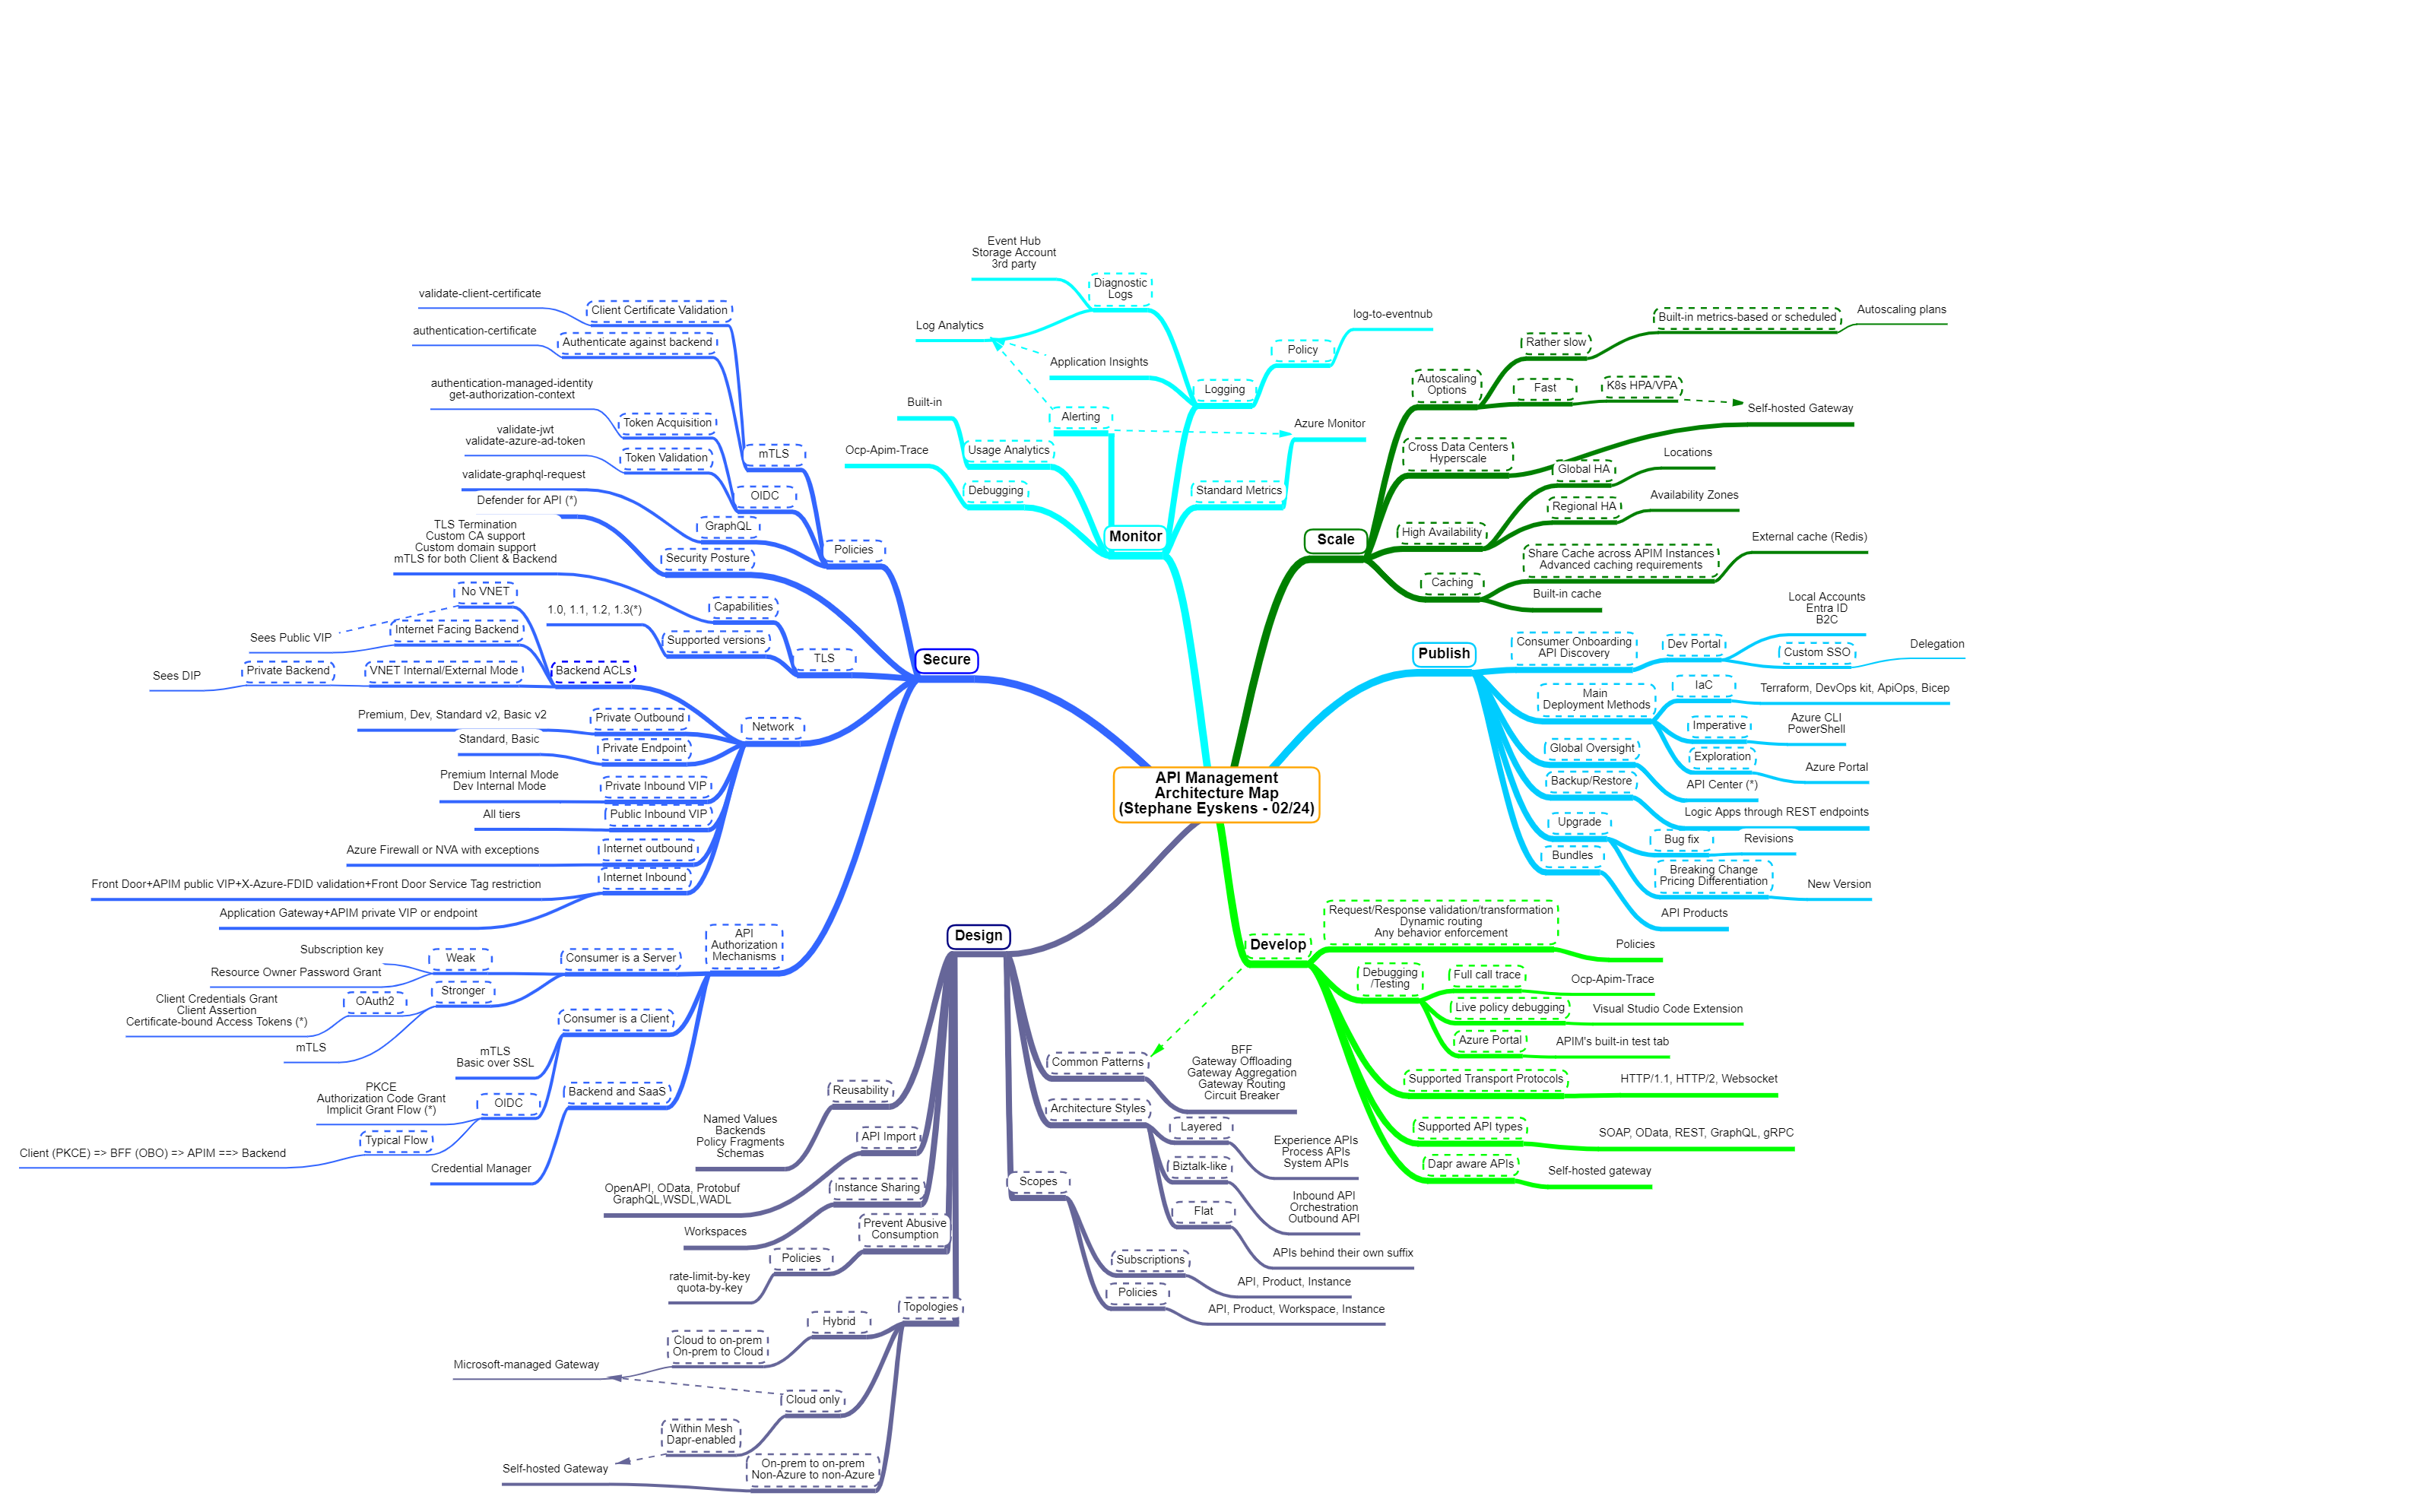 API Management
Architecture Map
(Stephane Eyskens - 02/24)
Monitor
Logging
Diagnostic
Logs
Event Hub
Storage Account
3rd party
Log Analytics
Application Insights
Policy
log-to-eventnub
Alerting
Azure Monitor
Standard Metrics
Usage Analytics
Built-in
Debugging
Ocp-Apim-Trace
Scale
Autoscaling
Options
Rather slow
Built-in metrics-based or scheduled
Autoscaling plans
Fast
K8s HPA/VPA
Self-hosted Gateway
Cross Data Centers
Hyperscale
High Availability
Global HA
Locations
Regional HA
Availability Zones
Caching
Share Cache across APIM Instances
Advanced caching requirements
External cache (Redis)
Built-in cache
Publish
Consumer Onboarding
API Discovery
Dev Portal
Local Accounts
Entra ID
B2C
Custom SSO
Delegation
Main
Deployment Methods
IaC
Terraform, DevOps kit, ApiOps, Bicep
Imperative
Azure CLI
PowerShell
Exploration
Azure Portal
Global Oversight
API Center (*)
Backup/Restore
Logic Apps through REST endpoints
Upgrade
Bug fix
Revisions
Breaking Change
Pricing Differentiation
New Version
Bundles
API Products
Develop
Request/Response validation/transformation
Dynamic routing
Any behavior enforcement
Policies
Debugging
/Testing
Full call trace
Ocp-Apim-Trace
Live policy debugging
Visual Studio Code Extension
Azure Portal
APIM's built-in test tab
Supported Transport Protocols
HTTP/1.1, HTTP/2, Websocket
Supported API types
SOAP, OData, REST, GraphQL, gRPC
Dapr aware APIs
Self-hosted gateway
Design
Common Patterns
BFF
Gateway Offloading
Gateway Aggregation
Gateway Routing
Circuit Breaker
Architecture Styles
Layered
Experience APIs
Process APIs
System APIs
Biztalk-like
Inbound API
Orchestration
Outbound API
Flat
APIs behind their own suffix
Scopes
Subscriptions
API, Product, Instance
Policies
API, Product, Workspace, Instance
Reusability
Named Values
Backends
Policy Fragments
Schemas
API Import
OpenAPI, OData, Protobuf
GraphQL,WSDL,WADL
Instance Sharing
Workspaces
Prevent Abusive
Consumption
Policies
rate-limit-by-key
quota-by-key
Topologies
Hybrid
Cloud to on-prem
On-prem to Cloud
Microsoft-managed Gateway
Cloud only
Within Mesh
Dapr-enabled
Self-hosted Gateway
On-prem to on-prem
Non-Azure to non-Azure
Secure
Policies
mTLS
Client Certificate Validation
validate-client-certificate
Authenticate against backend
authentication-certificate
OIDC
Token Acquisition
authentication-managed-identity
get-authorization-context
Token Validation
validate-jwt
validate-azure-ad-token
GraphQL
validate-graphql-request
Security Posture
Defender for API (*)
TLS
Capabilities
TLS Termination
Custom CA support
Custom domain support
mTLS for both Client & Backend
Supported versions
1.0, 1.1, 1.2, 1.3(*)
Network
Backend ACLs
No VNET
Internet Facing Backend
Sees Public VIP
VNET Internal/External Mode
Private Backend
Sees DIP
Private Outbound
Premium, Dev, Standard v2, Basic v2
Private Endpoint
Standard, Basic
Private Inbound VIP
Premium Internal Mode
Dev Internal Mode
Public Inbound VIP
All tiers
Internet outbound
Azure Firewall or NVA with exceptions
Internet Inbound
Front Door+APIM public VIP+X-Azure-FDID validation+Front Door Service Tag restriction
Application Gateway+APIM private VIP or endpoint
API
Authorization
Mechanisms
Consumer is a Server
Weak
Subscription key
Resource Owner Password Grant
Stronger
OAuth2
Client Credentials Grant
Client Assertion
Certificate-bound Access Tokens (*)
mTLS
Consumer is a Client
mTLS
Basic over SSL
OIDC
PKCE
Authorization Code Grant
Implicit Grant Flow (*)
Typical Flow
Client (PKCE) => BFF (OBO) => APIM ==> Backend
Backend and SaaS
Credential Manager